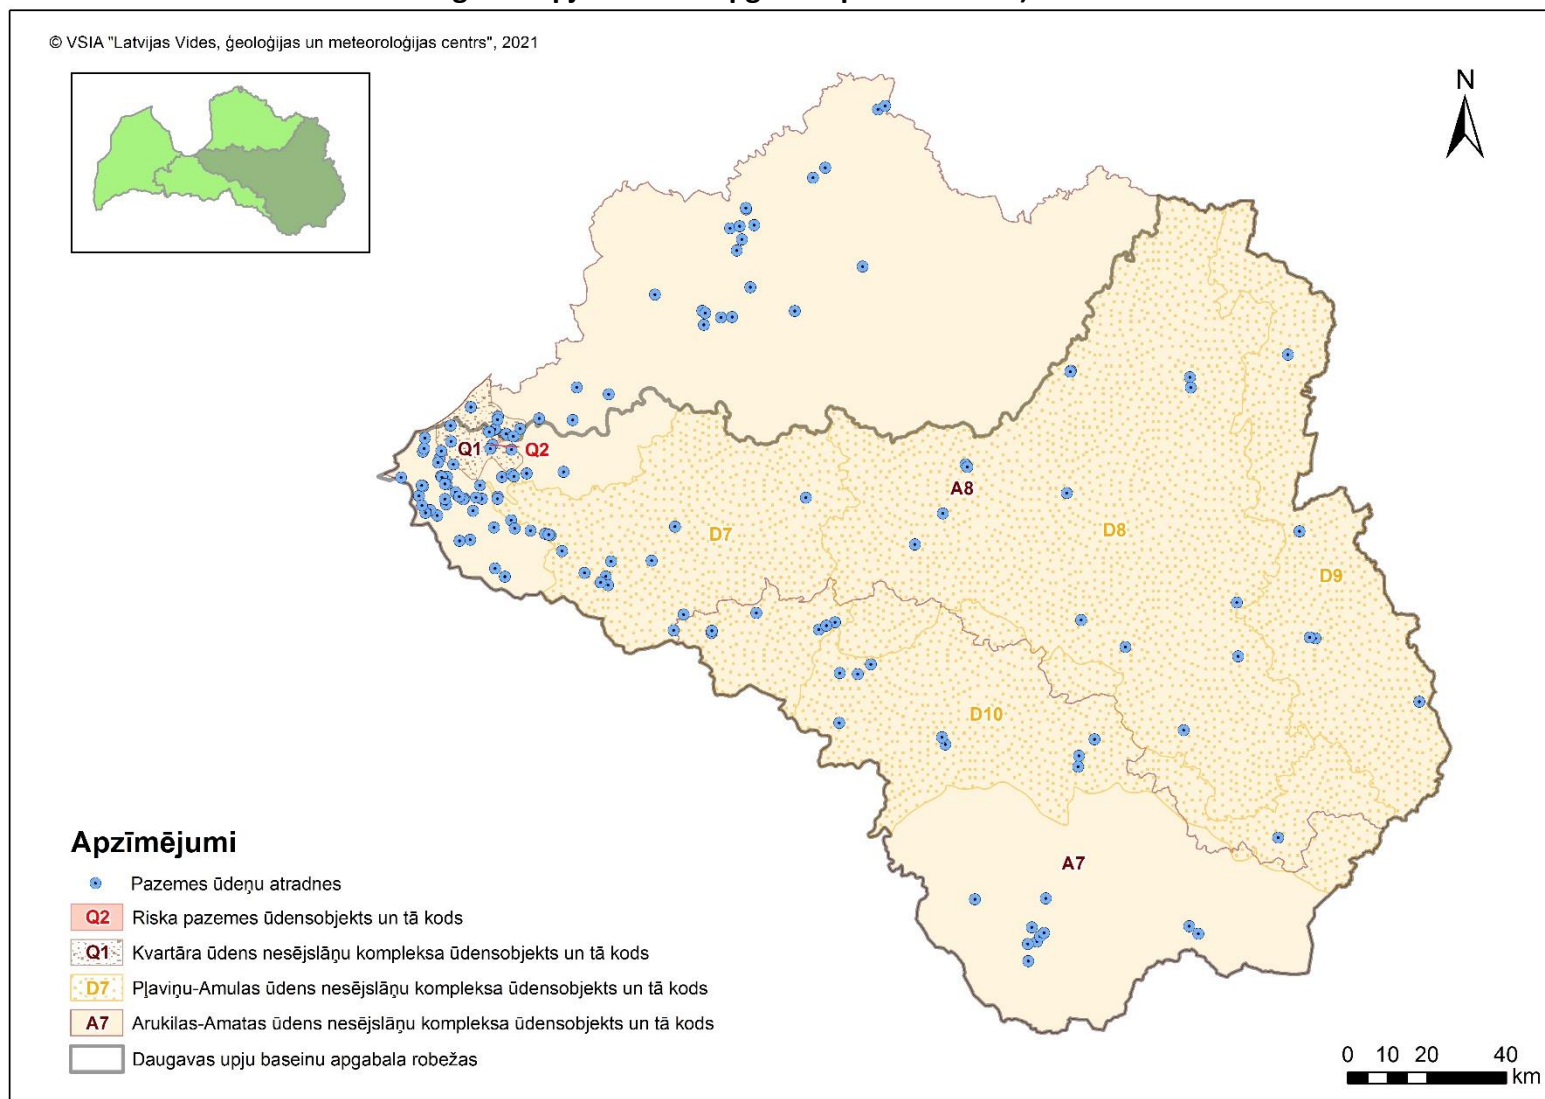 © VSIA "Latvijas Vides, ģeoloģijas un meteoroloģijas centrs", 2021
N
Q1
Q2
A8
D7
D8
D9
D10
A7
Apzīmējumi
Pazemes ūdeņu atradnes
Q2 Riska pazemes ūdensobjekts un tā kods
Q1 Kvartāra ūdens nesējslāņu kompleksa ūdensobjekts un tā kods
D7 Pļaviņu-Amulas ūdens nesējslāņu kompleksa ūdensobjekts un tā kods
A7 Arukilas-Amatas ūdens nesējslāņu kompleksa ūdensobjekts un tā kods
Daugavas upju baseinu apgabala robežas
0 10 20 40
km